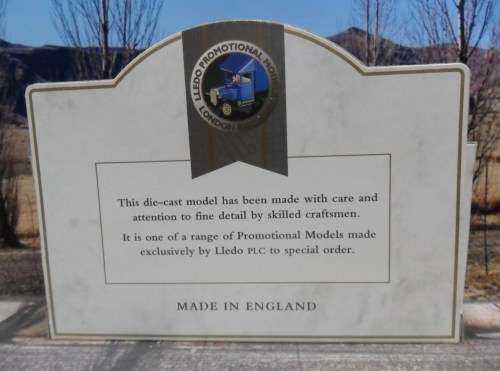 LLEDO PROMOTIONAL
LONDON
This die-cast model has been made with care and
attention to fine detail by skilled craftsmen.
It is one of a range of Promotional Models made
exclusively by Lledo PLC to special order.
MADE IN ENGLAND